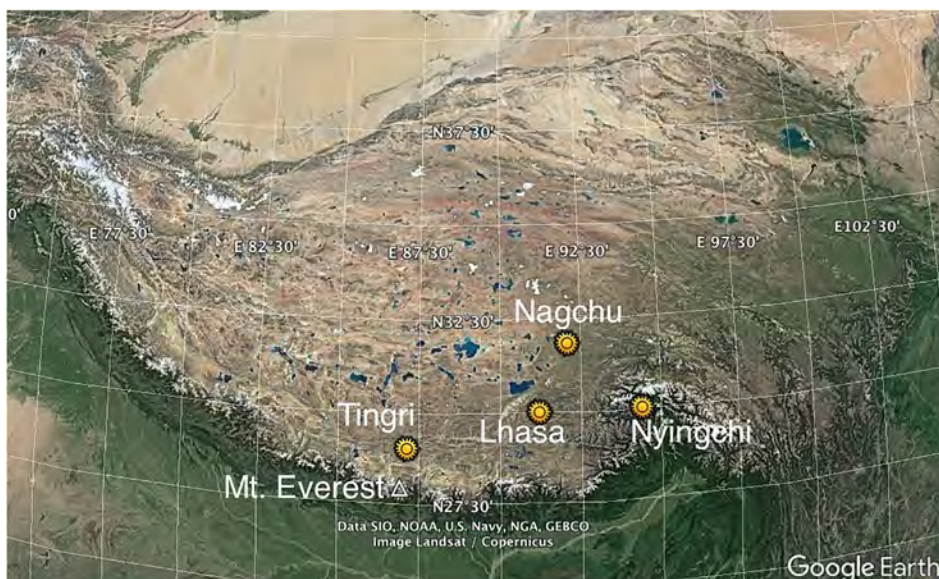 N37°30'
0'
E 77°30'
E 82°30'
E 87°30'
E 92°30'
E 97°30'
E102°30'
Nagchu
N32°30'
Tingri
Lhasa
Nyingchi
Mt. Everest
N27°30'
Data SIO, NOAA, U.S. Navy, NGA, GEBCO
Image Landsat / Copernicus
Google Earth